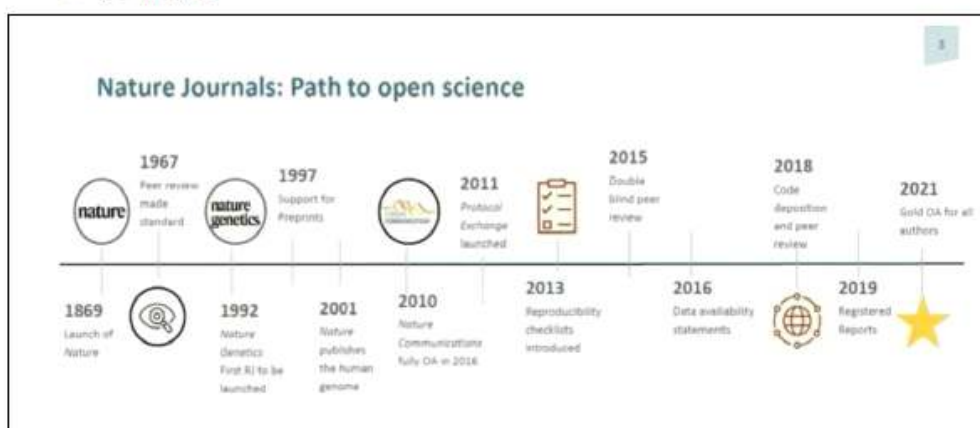 3
Nature Journals: Path to open science
1967
Peer review
made
standard
nature
nature
genetics
1997
Support for
Preprints
COMMUNICATIONS
2011
Protocol
Exchange
launched
2015
Double
blind peer
review
2018
Code
deposition
and peer
review
2021
Gold OA for all
authors
1869
Launch of
Nature
1992
Nature
Genetics
First RJ to be
launched
2001
Nature
publishes
the human
genome
2010
Nature
Communications
fully OA in 2016
2013
Reproducibility
checklists
introduced
2016
Data availability
statements
2019
Registered
Reports